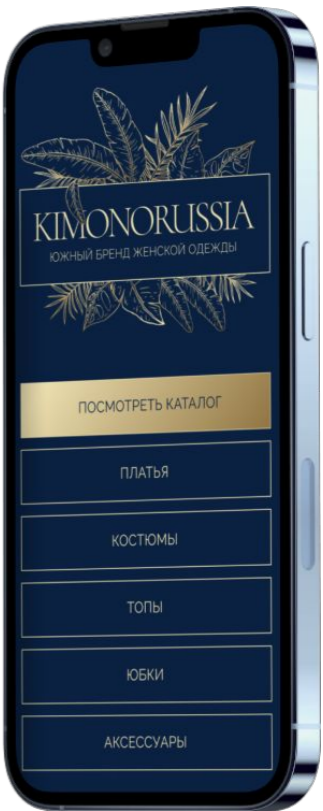 KIMONORUSSIA
ЮЖНЫЙ БРЕНД ЖЕНСКОЙ ОДЕЖДЫ
ПОСМОТРЕТЬ КАТАЛОГ
ПЛАТЬЯ
КОСТЮМЫ
ТОПЫ
ЮБКИ
АКСЕССУАРЫ